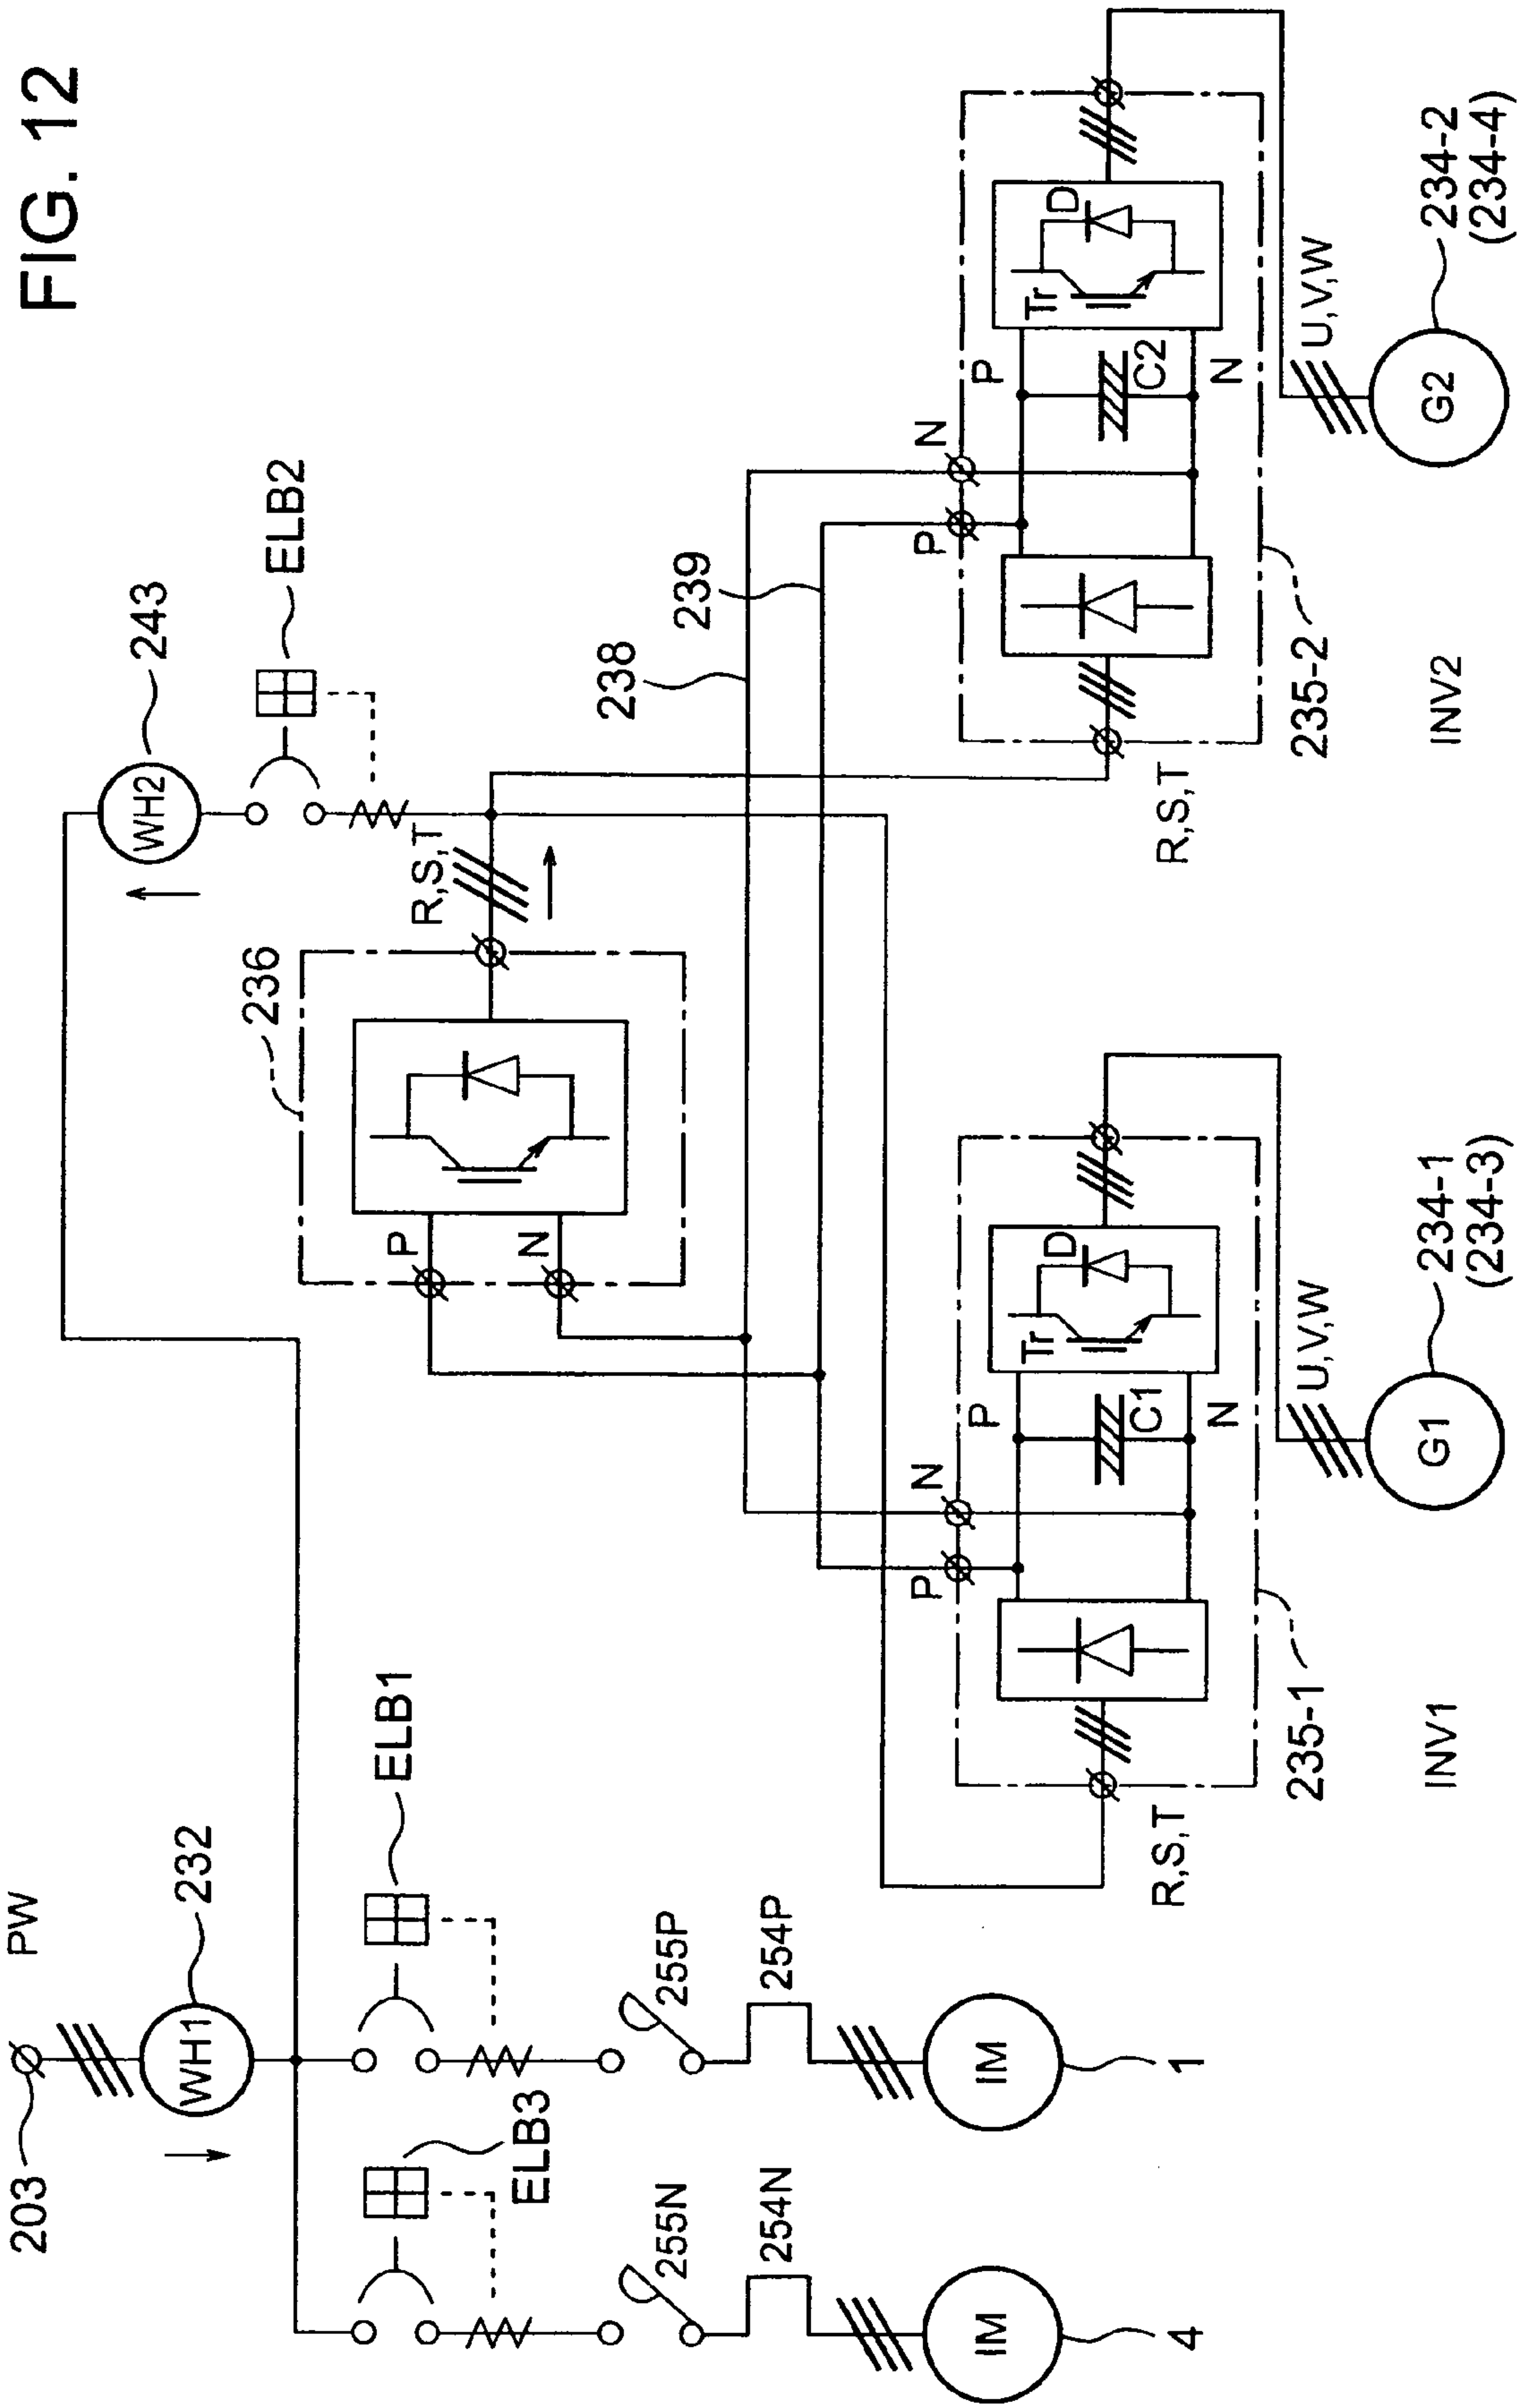 FIG. 12
PW
203
WH1
232
ELB1
ELB3
255P
254P
IM
1
255N
254N
IM
4
WH2
243
ELB2
236
P
N
R,S,T
238
239
P
N
P
N
C1
Tr
D
R,S,T
235-1
INV1
U,V,W
G1
234-1
(234-3)
P
N
P
N
C2
Tr
D
R,S,T
235-2
INV2
U,V,W
G2
234-2
(234-4)